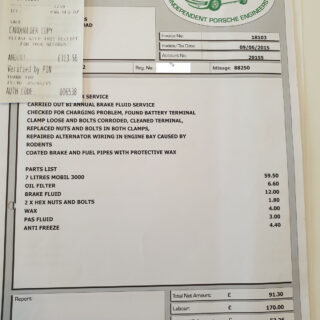 INDEPENDENT PORSCHE ENGINEERS
SALE
CARDHOLDER COPY
PLEASE KEEP THIS RECEIPT
FOR YOUR RECORDS
AMOUNT £313.56
Verified by PIN
THANK YOU
AUTH CODE: 006538
Invoice No: 18103
Invoice/Tax Date: 09/06/2015
Account No: 20155
Reg. No: Mileage: 88250
SERVICE
CARRIED OUT BI ANNUAL BRAKE FLUID SERVICE
CHECKED FOR CHARGING PROBLEM, FOUND BATTERY TERMINAL
CLAMP LOOSE AND BOLTS CORRODED, CLEANED TERMINAL,
REPLACED NUTS AND BOLTS IN BOTH CLAMPS,
REPAIRED ALTERNATOR WIRING IN ENGINE BAY CAUSED BY
RODENTS
COATED BRAKE AND FUEL PIPES WITH PROTECTIVE WAX
PARTS LIST
7 LITRES MOBIL 3000 59.50
OIL FILTER 6.60
BRAKE FLUID 12.00
2 X HEX NUTS AND BOLTS 1.80
WAX 4.00
PAS FLUID 3.00
ANTI FREEZE 4.40
Report:
Total Net Amount: £ 91.30
Labour: £ 170.00